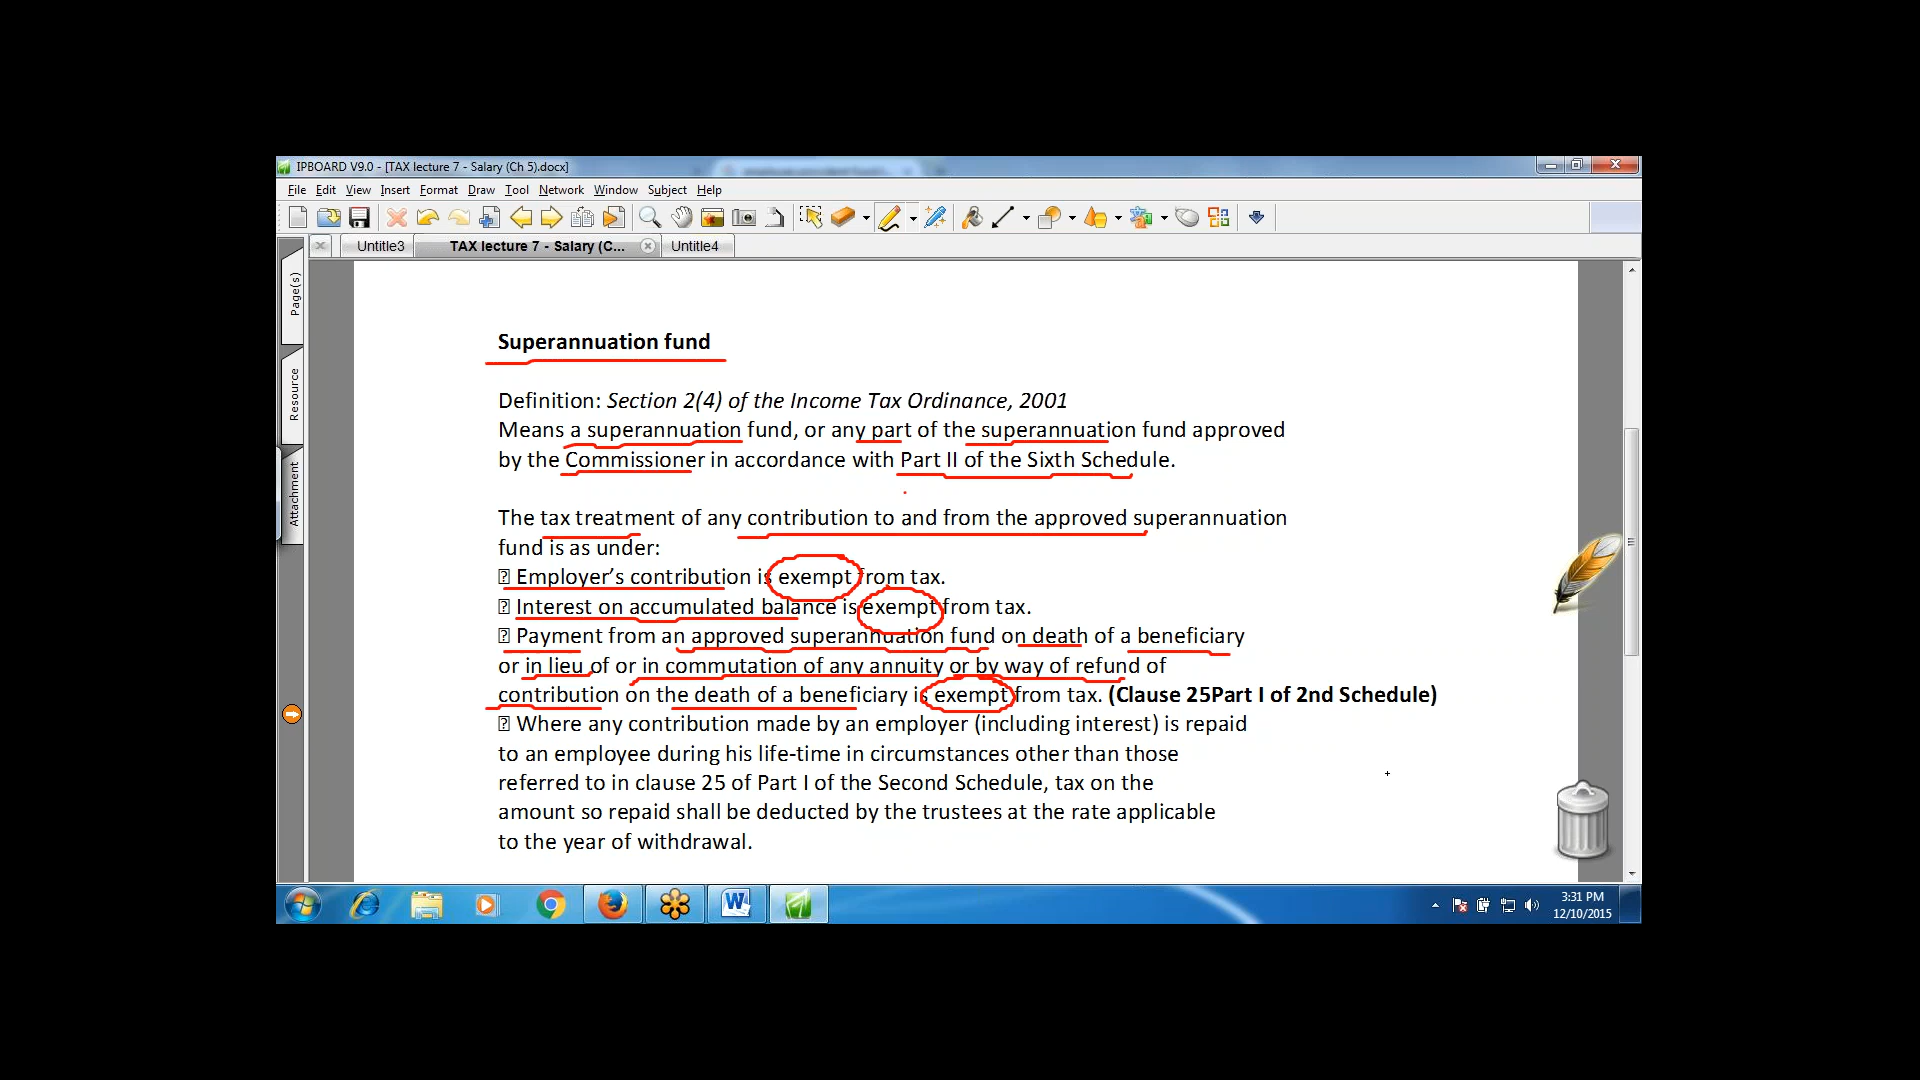 IPBOARD V9.0 - [TAX lecture 7 - Salary (Ch 5).docx]
File Edit View Insert Format Draw Tool Network Window Subject Help
Untitle3 TAX lecture 7 - Salary (C... Untitle4
Page(s)
Resource
Attachment
Superannuation fund
Definition: Section 2(4) of the Income Tax Ordinance, 2001
Means a superannuation fund, or any part of the superannuation fund approved
by the Commissioner in accordance with Part II of the Sixth Schedule.
The tax treatment of any contribution to and from the approved superannuation
fund is as under:
Employer’s contribution is exempt from tax.
Interest on accumulated balance is exempt from tax.
Payment from an approved superannuation fund on death of a beneficiary
or in lieu of or in commutation of any annuity or by way of refund of
contribution on the death of a beneficiary is exempt from tax. (Clause 25Part I of 2nd Schedule)
Where any contribution made by an employer (including interest) is repaid
to an employee during his life-time in circumstances other than those
referred to in clause 25 of Part I of the Second Schedule, tax on the
amount so repaid shall be deducted by the trustees at the rate applicable
to the year of withdrawal.
3:31 PM
12/10/2015